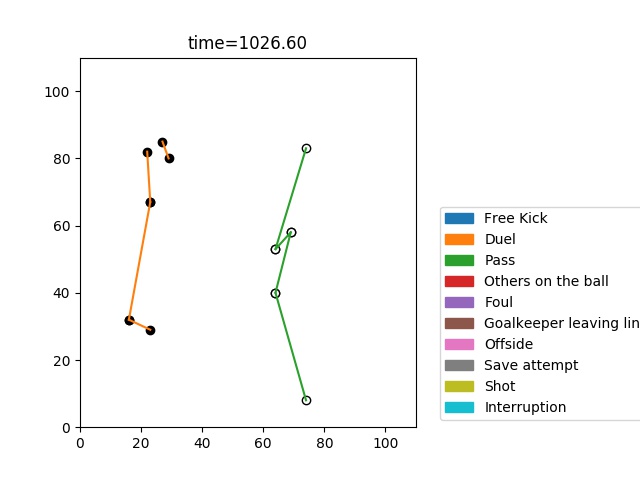 time=1026.60
100
80
60
40
20
0
0 20 40 60 80 100
Free Kick
Duel
Pass
Others on the ball
Foul
Goalkeeper leaving lin
Offside
Save attempt
Shot
Interruption